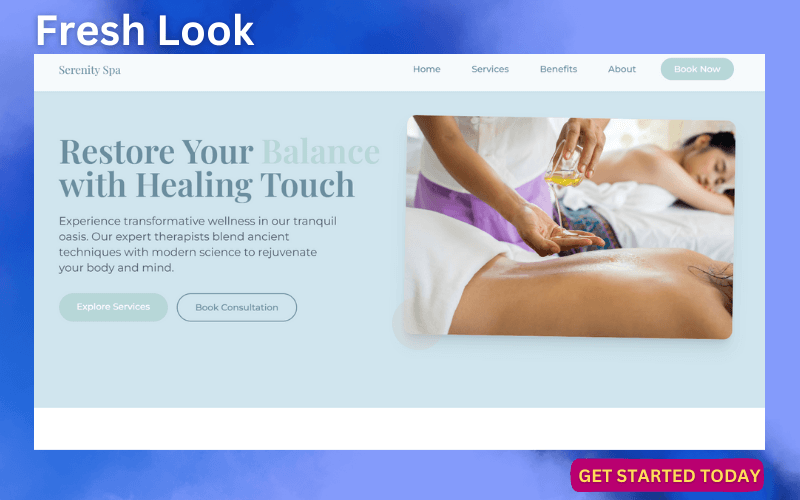 Fresh Look
Serenity Spa
Home
Services
Benefits
About
Book Now
Restore Your Balance
with Healing Touch
Experience transformative wellness in our tranquil
oasis. Our expert therapists blend ancient
techniques with modern science to rejuvenate
your body and mind.
Explore Services
Book Consultation
GET STARTED TODAY